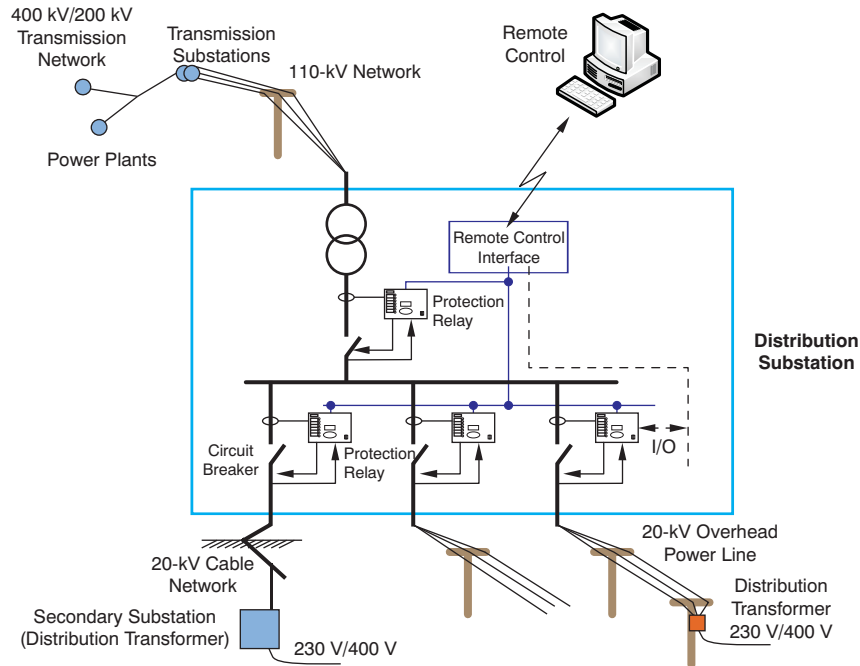 400 kV/200 kV
Transmission
Network
Transmission
Substations
110-kV Network
Power Plants
Remote
Control
Remote Control
Interface
Protection
Relay
Distribution
Substation
Circuit
Breaker
Protection
Relay
I/O
20-kV Cable
Network
20-kV Overhead
Power Line
Secondary Substation
(Distribution Transformer)
230 V/400 V
Distribution
Transformer
230 V/400 V